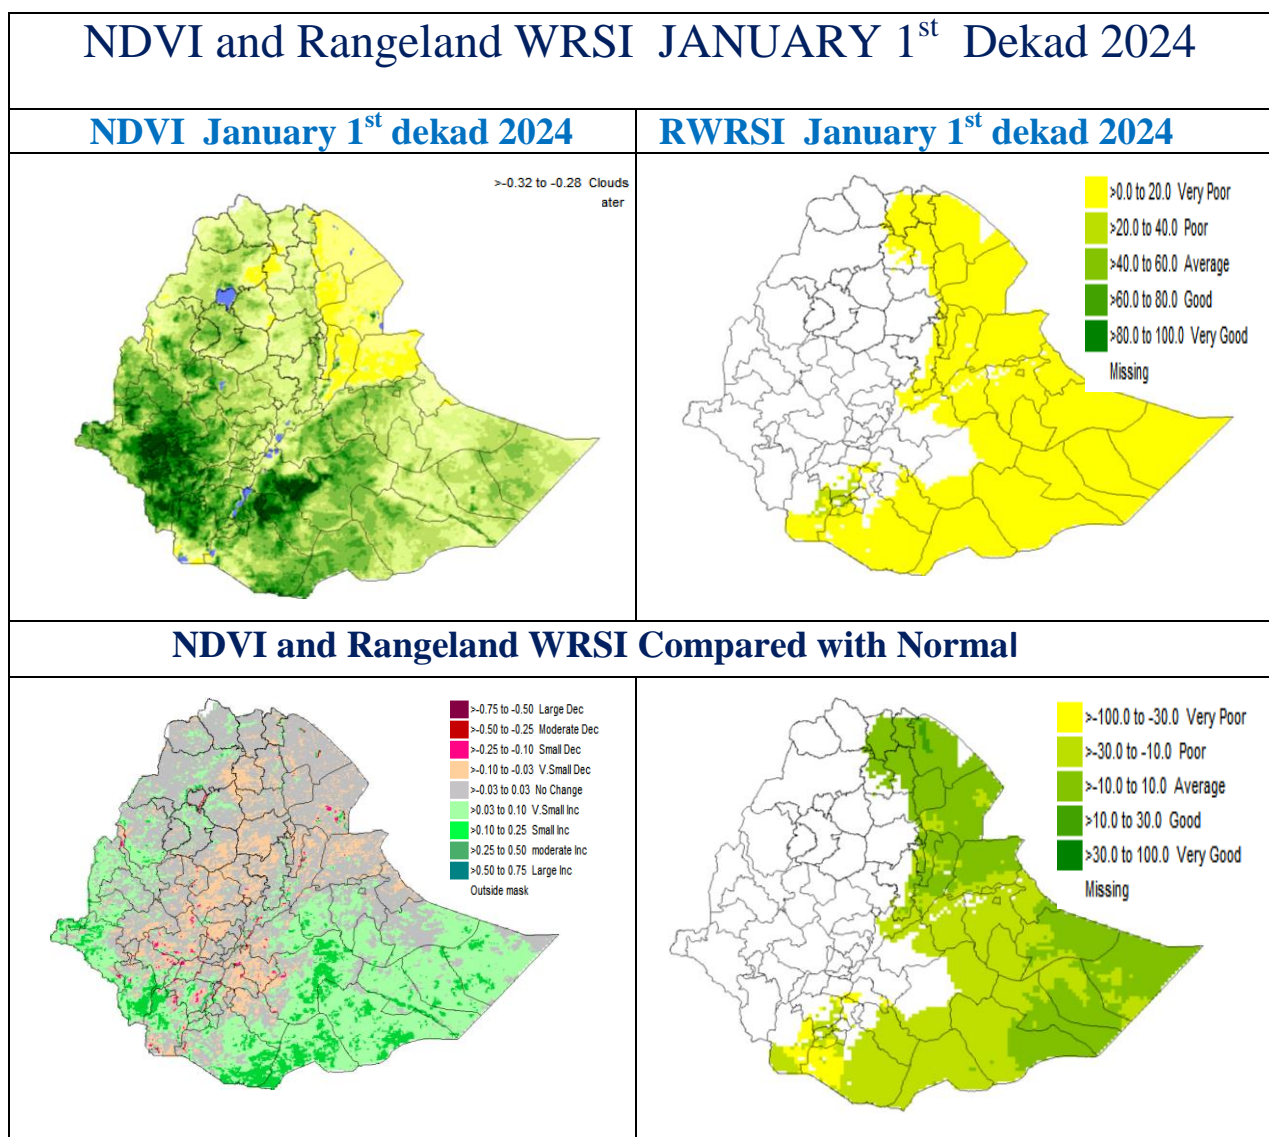 NDVI and Rangeland WRSI JANUARY 1st Dekad 2024
NDVI January 1st dekad 2024
RWRSI January 1st dekad 2024
>-0.32 to -0.28 Clouds
ater
>0.0 to 20.0 Very Poor
>20.0 to 40.0 Poor
>40.0 to 60.0 Average
>60.0 to 80.0 Good
>80.0 to 100.0 Very Good
Missing
NDVI and Rangeland WRSI Compared with Normal
>-0.75 to -0.50 Large Dec
>-0.50 to -0.25 Moderate Dec
>-0.25 to -0.10 Small Dec
>-0.10 to -0.03 V.Small Dec
>-0.03 to 0.03 No Change
>0.03 to 0.10 V.Small Inc
>0.10 to 0.25 Small Inc
>0.25 to 0.50 moderate Inc
>0.50 to 0.75 Large Inc
Outside mask
>-100.0 to -30.0 Very Poor
>-30.0 to -10.0 Poor
>-10.0 to 10.0 Average
>10.0 to 30.0 Good
>30.0 to 100.0 Very Good
Missing